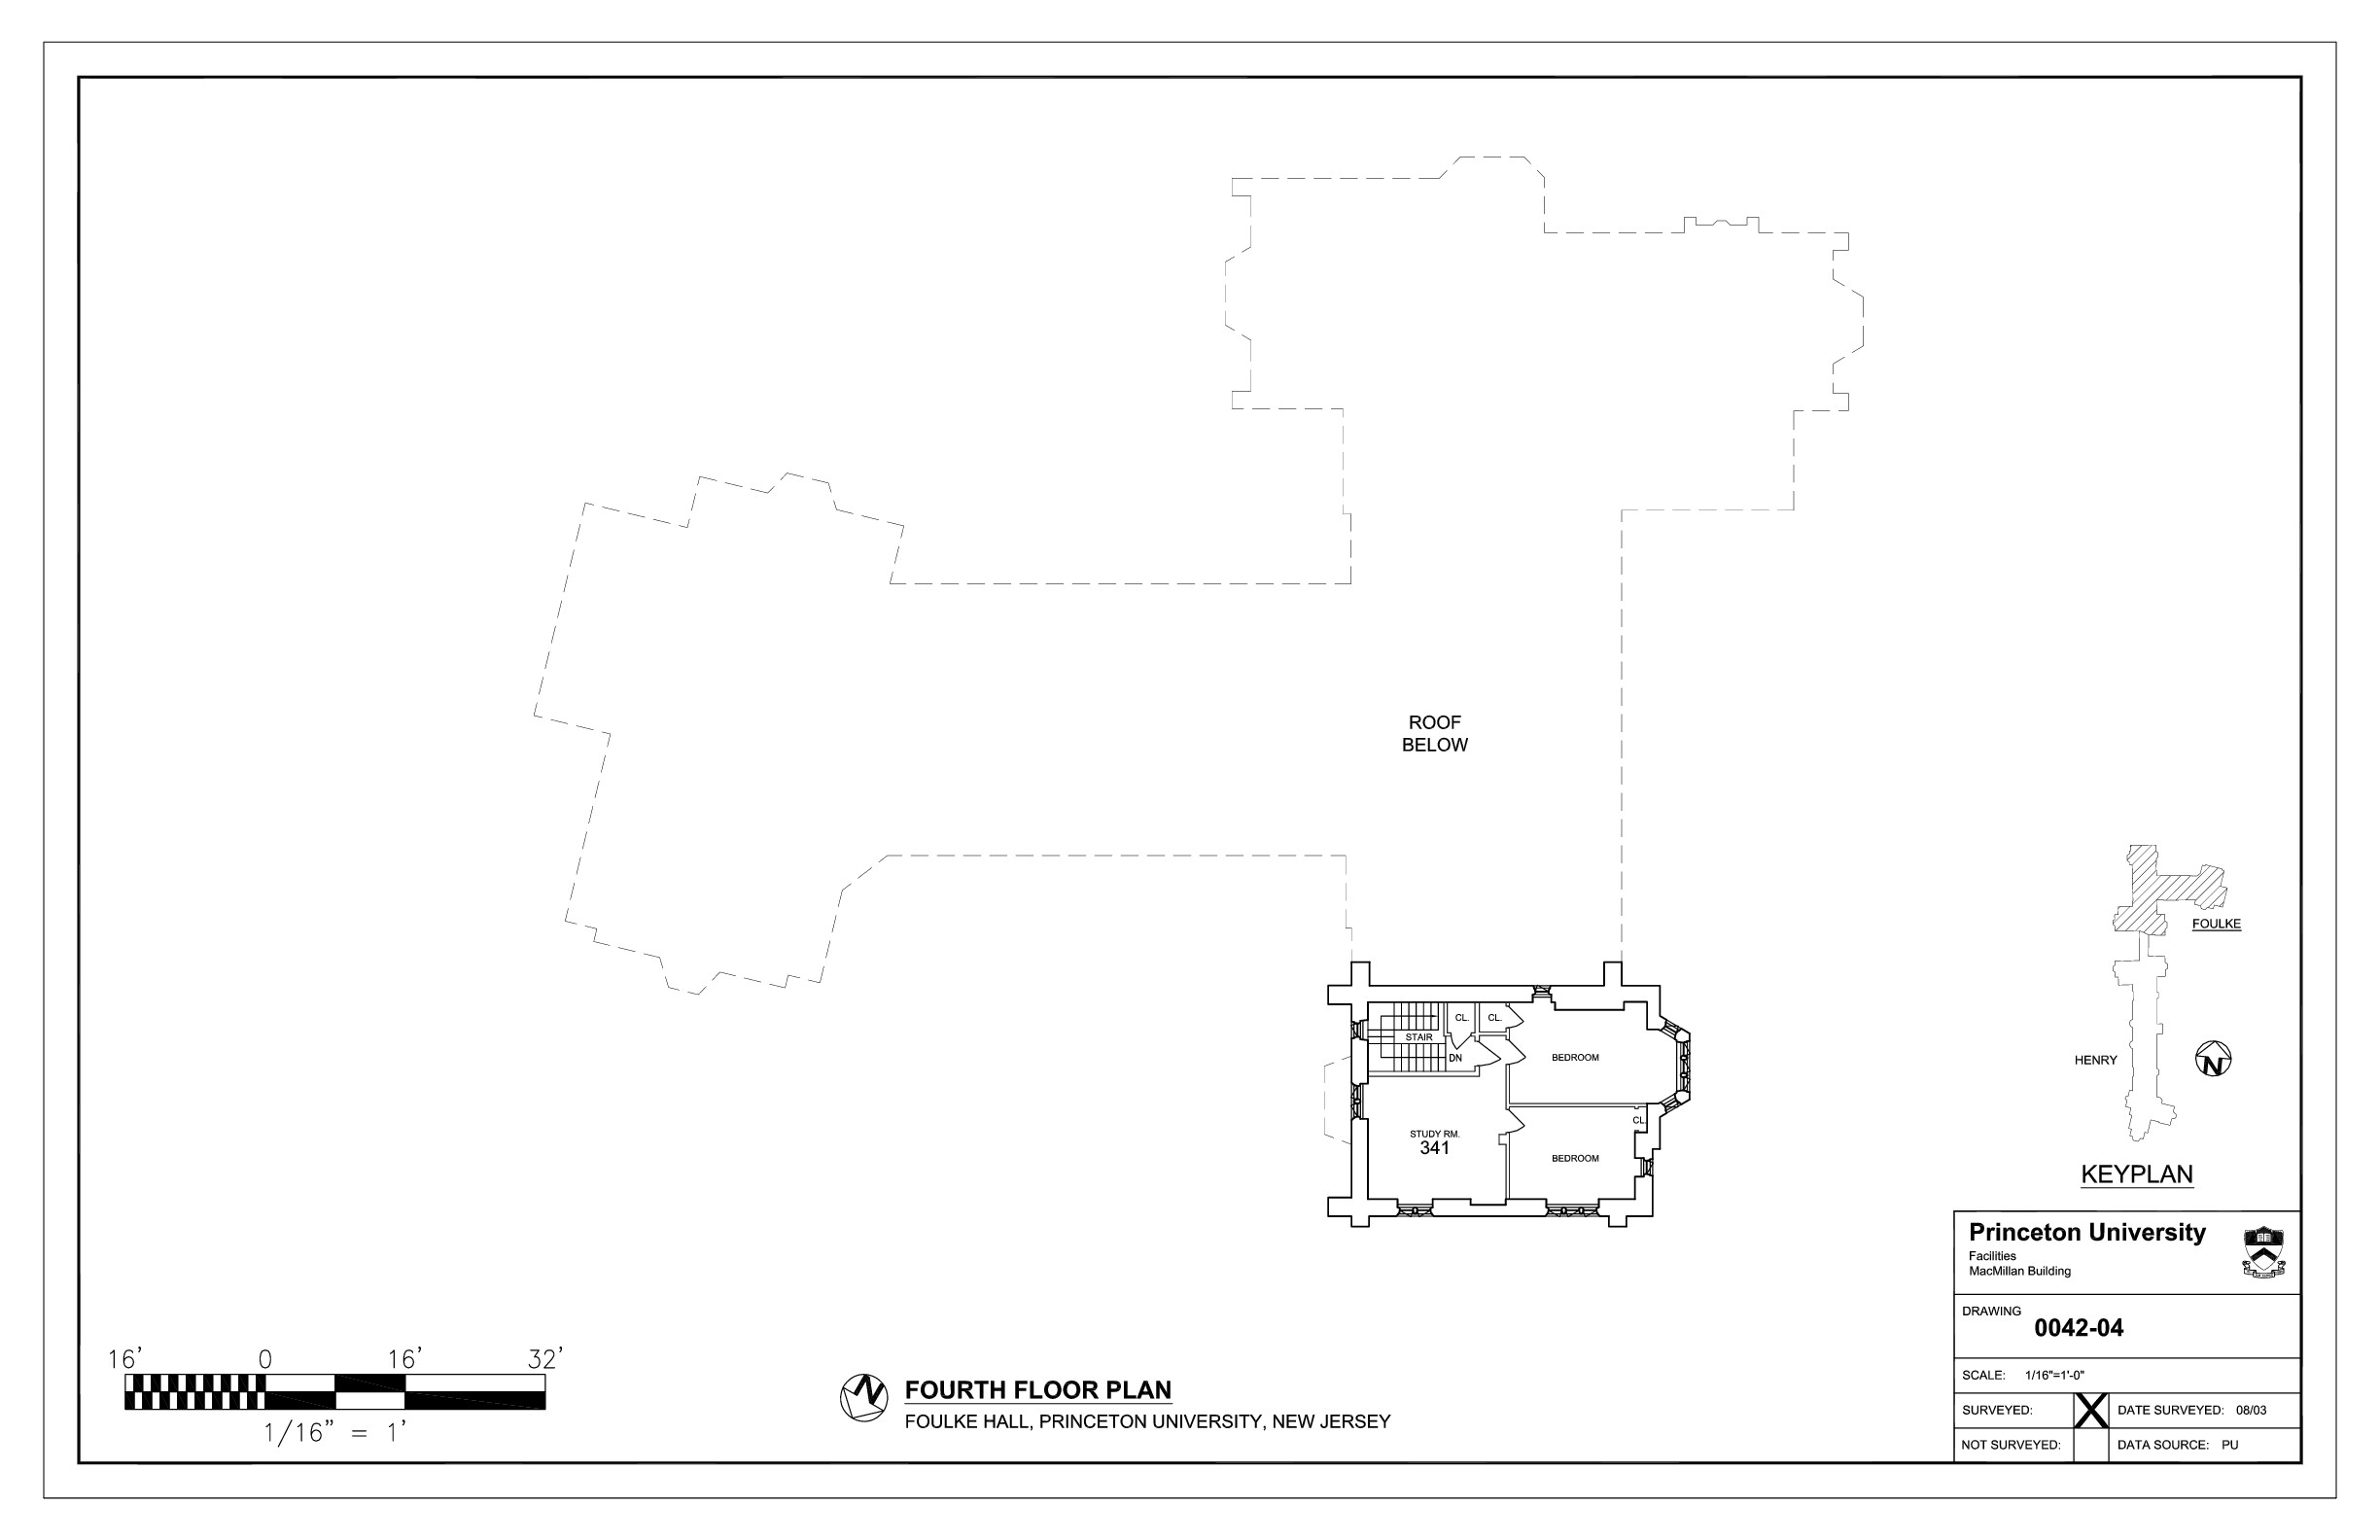 ROOF
BELOW
CL.
CL.
STAIR
DN
BEDROOM
CL.
STUDY RM.
341
BEDROOM
FOULKE
HENRY
N
KEYPLAN
Princeton University
Facilities
MacMillan Building
DRAWING
0042-04
SCALE: 1/16"=1'-0"
SURVEYED: X DATE SURVEYED: 08/03
NOT SURVEYED: DATA SOURCE: PU
16' 0 16' 32'
1/16" = 1'
N
FOURTH FLOOR PLAN
FOULKE HALL, PRINCETON UNIVERSITY, NEW JERSEY